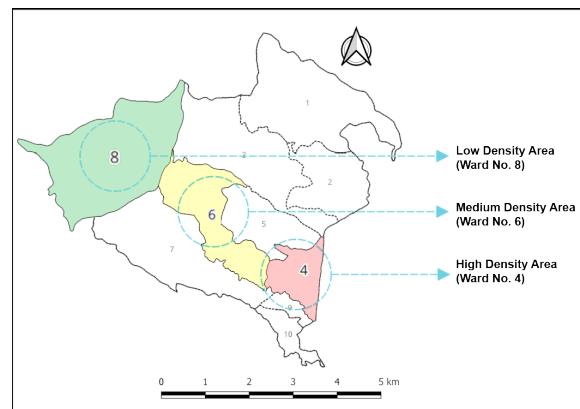 1
8
3
2
Low Density Area
(Ward No. 8)
6
5
Medium Density Area
(Ward No. 6)
7
4
High Density Area
(Ward No. 4)
9
10
0 1 2 3 4 5 km